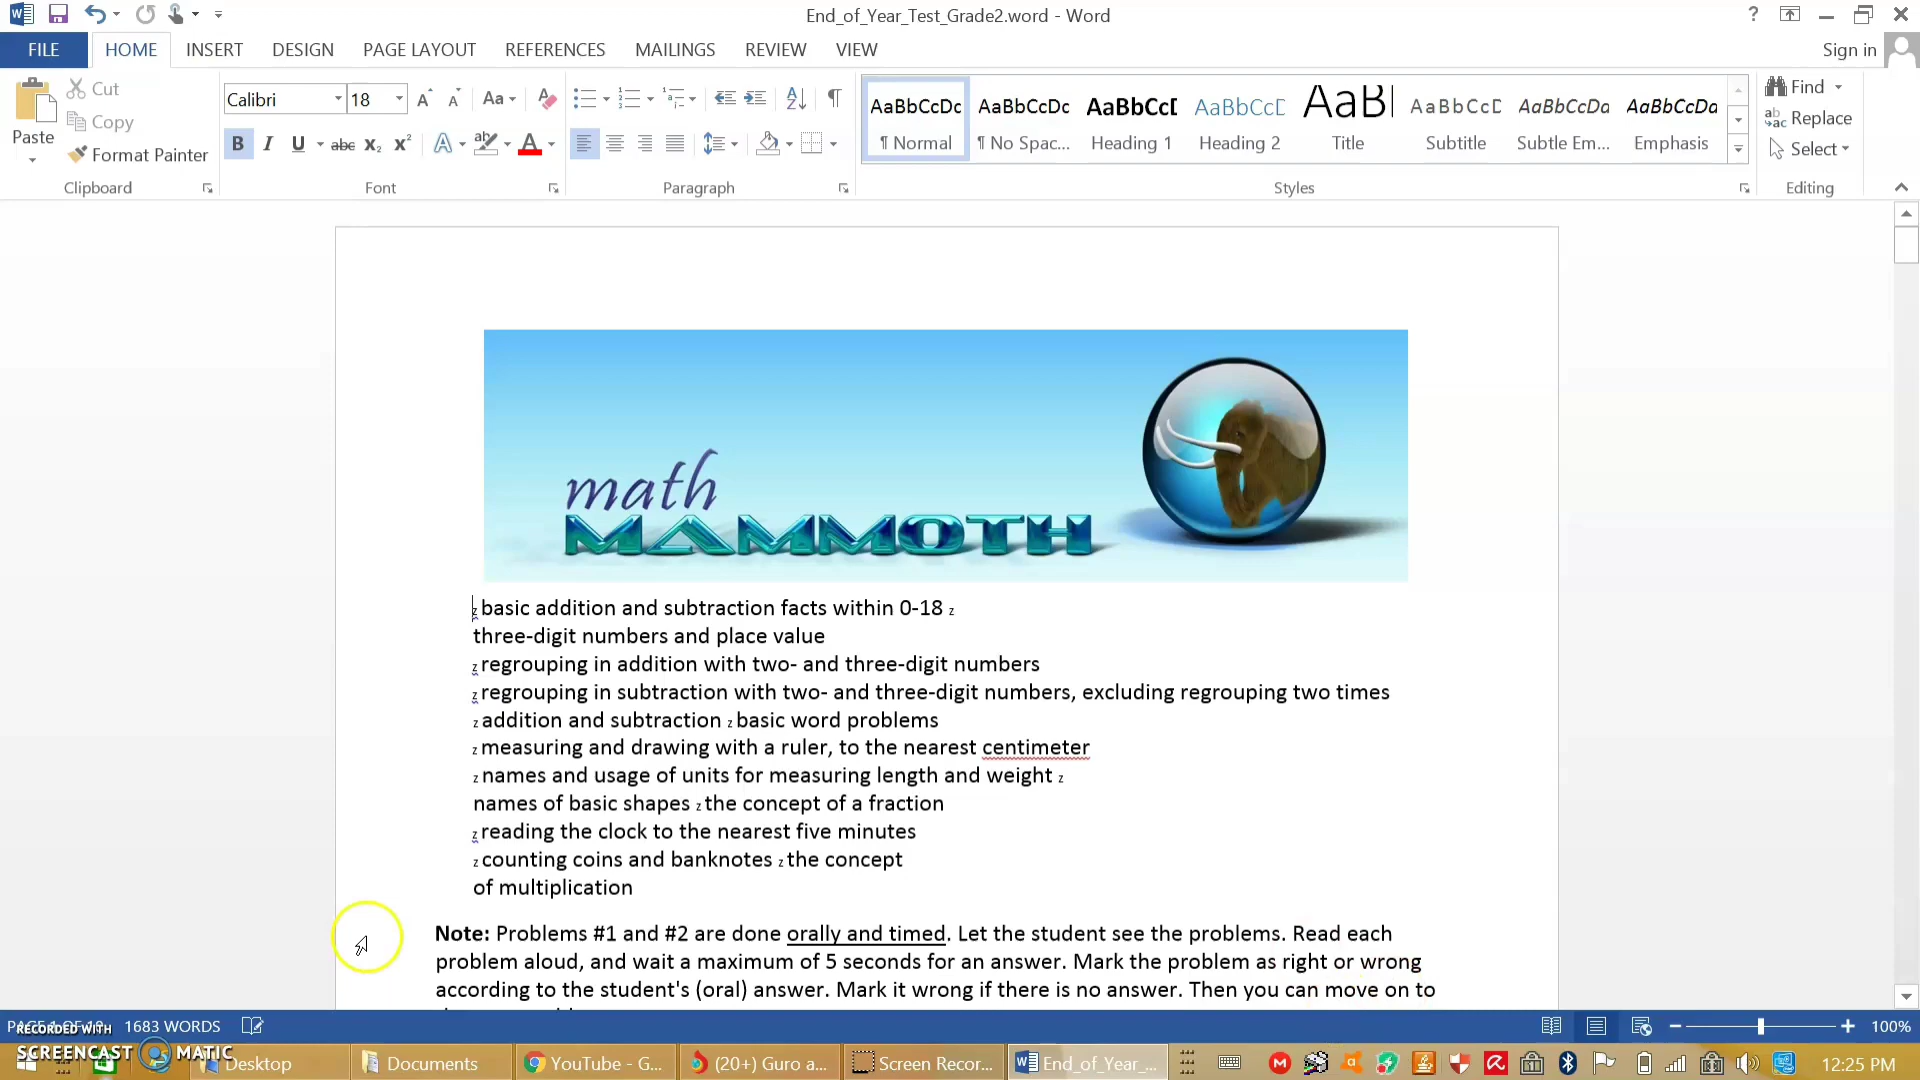 End_of_Year_Test_Grade2.word - Word
FILE HOME INSERT DESIGN PAGE LAYOUT REFERENCES MAILINGS REVIEW VIEW Sign in
Paste
Cut
Copy
Format Painter
Clipboard
Calibri 18
Font
Paragraph
AaBbCcDc AaBbCcDc AaBbCcD AaBbCcD AaBl AaBbCcD AaBbCcDa AaBbCcDa
¶ Normal ¶ No Spac... Heading 1 Heading 2 Title Subtitle Subtle Em... Emphasis
Styles
Find
Replace
Select
Editing
math
MAMMOTH
z basic addition and subtraction facts within 0-18 z
three-digit numbers and place value
z regrouping in addition with two- and three-digit numbers
z regrouping in subtraction with two- and three-digit numbers, excluding regrouping two times
z addition and subtraction z basic word problems
z measuring and drawing with a ruler, to the nearest centimeter
z names and usage of units for measuring length and weight z
names of basic shapes z the concept of a fraction
z reading the clock to the nearest five minutes
z counting coins and banknotes z the concept
of multiplication
Note: Problems #1 and #2 are done orally and timed. Let the student see the problems. Read each
problem aloud, and wait a maximum of 5 seconds for an answer. Mark the problem as right or wrong
according to the student's (oral) answer. Mark it wrong if there is no answer. Then you can move on to
1683 WORDS 100%
RECORDED WITH
SCREENCAST MATIC
Desktop Documents YouTube - G... (20+) Guro a... Screen Recor... End_of_Year_... 12:25 PM